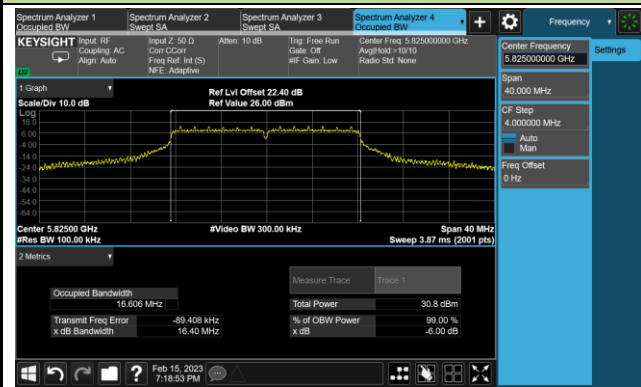 Spectrum Analyzer 1
Occupied BW
Spectrum Analyzer 2
Swept SA
Spectrum Analyzer 3
Swept SA
Spectrum Analyzer 4
Occupied BW
Frequency
KEYSIGHT
Input: RF
Coupling: AC
Align: Auto
Input Z: 50 Ω
Corr CCorr
Freq Ref: Int (S)
NFE: Adaptive
Atten: 10 dB
Trig: Free Run
Gate: Off
#IF Gain: Low
Center Freq: 5.825000000 GHz
Avg|Hold:>10/10
Radio Std: None
LXI
Center Frequency
5.825000000 GHz
Settings
Span
40.000 MHz
CF Step
4.000000 MHz
Auto
Man
Freq Offset
0 Hz
1 Graph
Scale/Div 10.0 dB
Ref Lvl Offset 22.40 dB
Ref Value 26.00 dBm
Log
16.0
6.00
-4.00
-14.0
-24.0
-34.0
-44.0
-54.0
-64.0
Center 5.82500 GHz
#Res BW 100.00 kHz
#Video BW 300.00 kHz
Span 40 MHz
Sweep 3.87 ms (2001 pts)
2 Metrics
Measure Trace
Trace 1
Occupied Bandwidth
16.606 MHz
Total Power
30.8 dBm
Transmit Freq Error
-89.408 kHz
% of OBW Power
99.00 %
x dB Bandwidth
16.40 MHz
x dB
-6.00 dB
Feb 15, 2023
7:18:53 PM